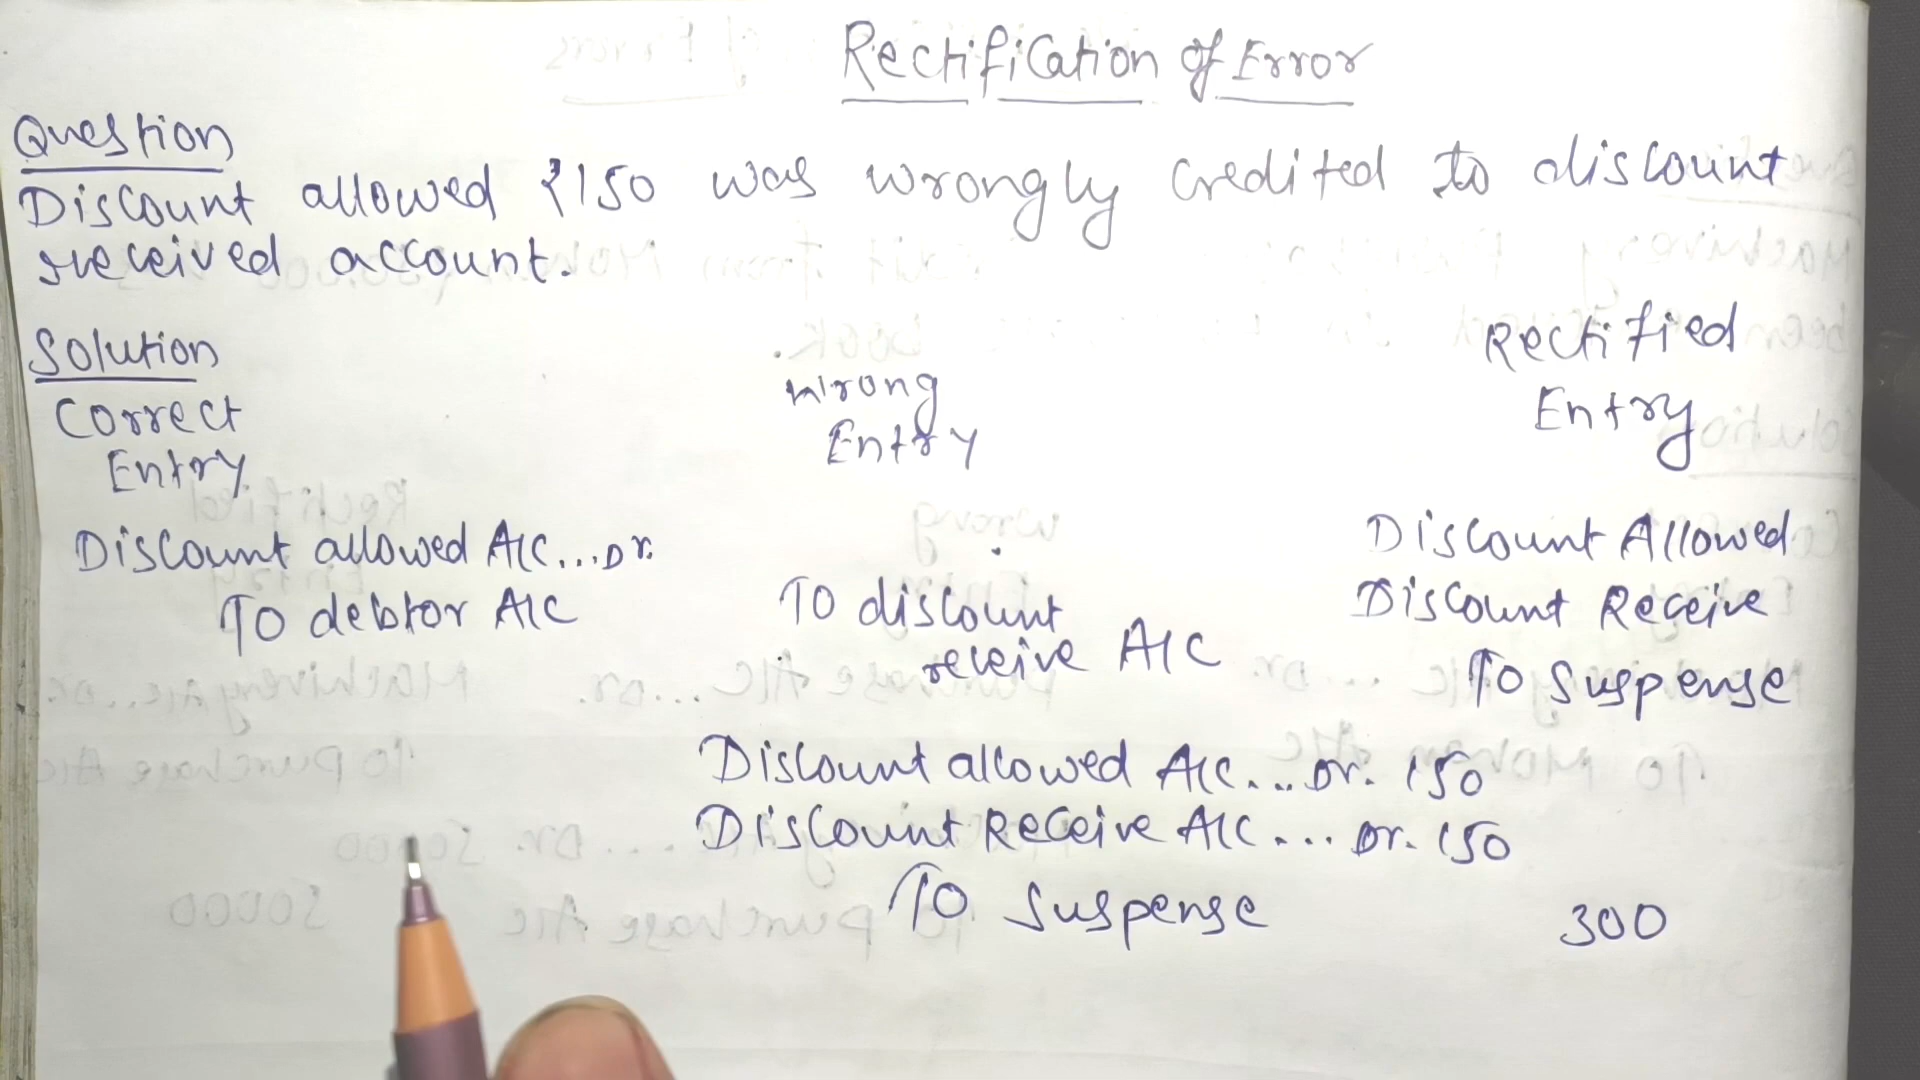 Rectification of Error
Question
Discount allowed ₹150 was wrongly credited to discount
received account.
Solution
Correct
Entry
Wrong
Entry
Rectified
Entry
Discount allowed A/C...Dr.
To debtor A/C
To discount
receive A/C
Discount Allowed
Discount Receive
To Suspense
Discount allowed A/C...Dr. 150
Discount Receive A/C...Dr. 150
To Suspense 300